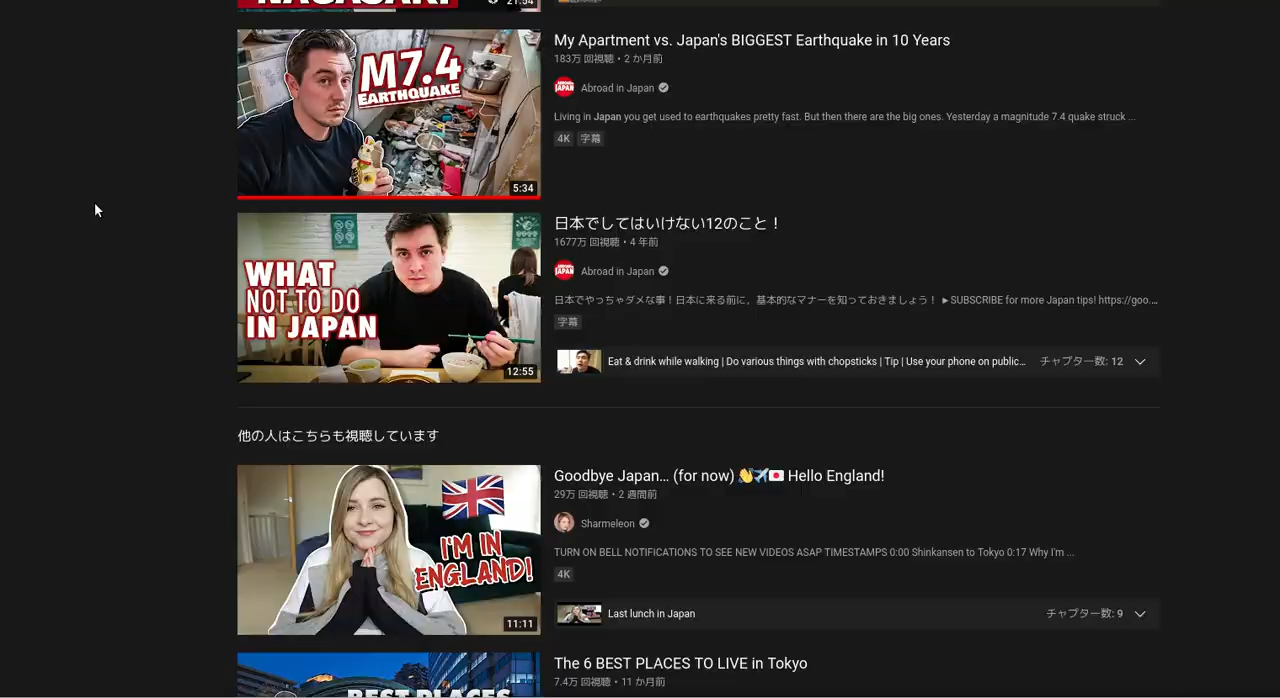 NAGASAKI
21:54
M7.4
EARTHQUAKE
5:34
My Apartment vs. Japan's BIGGEST Earthquake in 10 Years
183万 回視聴・2 か月前
ABROAD IN
JAPAN
Abroad in Japan
Living in Japan you get used to earthquakes pretty fast. But then there are the big ones. Yesterday a magnitude 7.4 quake struck ...
4K 字幕
WHAT
NOT TO DO
IN JAPAN
12:55
日本でしてはいけない12のこと！
1677万 回視聴・4 年前
ABROAD IN
JAPAN
Abroad in Japan
日本でやっちゃダメな事！日本に来る前に，基本的なマナーを知っておきましょう！ ►SUBSCRIBE for more Japan tips! https://goo....
字幕
Eat & drink while walking | Do various things with chopsticks | Tip | Use your phone on public... チャプター数: 12
他の人はこちらも視聴しています
I'M IN
ENGLAND!
11:11
Goodbye Japan... (for now) 👋✈️🇯🇵 Hello England!
29万 回視聴・2 週間前
Sharmeleon
TURN ON BELL NOTIFICATIONS TO SEE NEW VIDEOS ASAP TIMESTAMPS 0:00 Shinkansen to Tokyo 0:17 Why I'm ...
4K
Last lunch in Japan チャプター数: 9
BEST PLACES
The 6 BEST PLACES TO LIVE in Tokyo
7.4万 回視聴・11 か月前